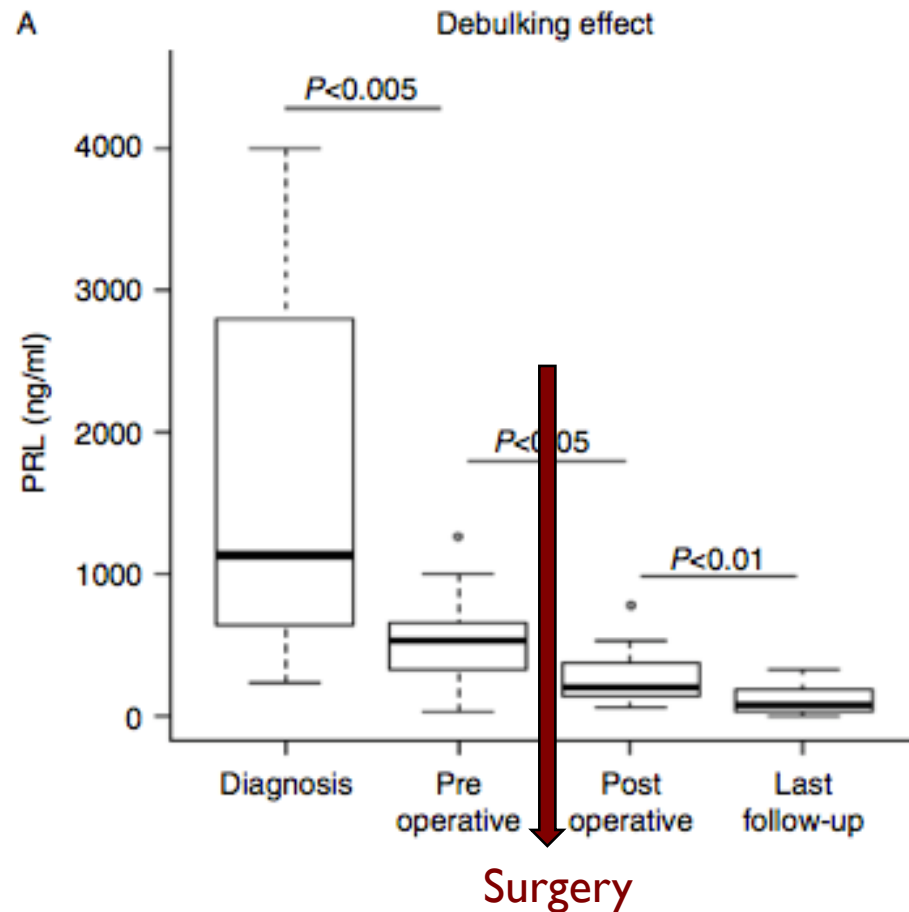 A
Debulking effect
P<0.005
4000
3000
2000
1000
0
PRL (ng/ml)
P<0.05
P<0.01
Diagnosis
Pre
operative
Post
operative
Last
follow-up
Surgery